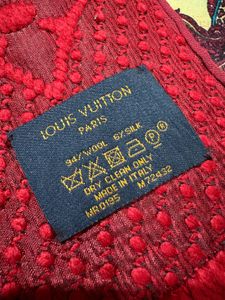 LOUIS VUITTON
PARIS
94% WOOL 6% SILK
DRY CLEAN ONLY
MADE IN ITALY
MR0195 M72432